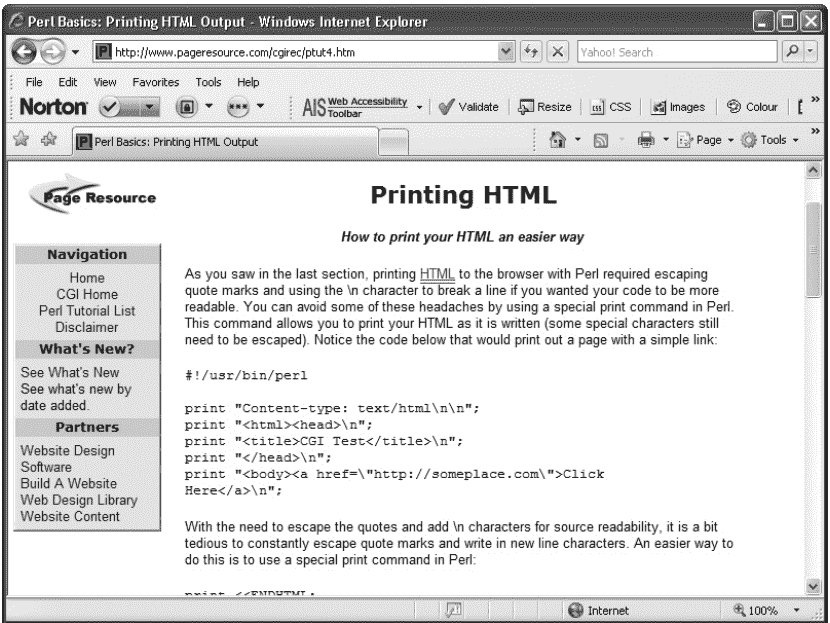 Perl Basics: Printing HTML Output - Windows Internet Explorer
http://www.pageresource.com/cgirec/ptut4.htm
Yahoo! Search
File Edit View Favorites Tools Help
Norton
AIS Web Accessibility Toolbar
Validate
Resize
CSS
Images
Colour
Perl Basics: Printing HTML Output
Page
Tools
Page Resource
Navigation
Home
CGI Home
Perl Tutorial List
Disclaimer
What's New?
See What's New
See what's new by
date added.
Partners
Website Design
Software
Build A Website
Web Design Library
Website Content
Printing HTML
How to print your HTML an easier way
As you saw in the last section, printing HTML to the browser with Perl required escaping
quote marks and using the \n character to break a line if you wanted your code to be more
readable. You can avoid some of these headaches by using a special print command in Perl.
This command allows you to print your HTML as it is written (some special characters still
need to be escaped). Notice the code below that would print out a page with a simple link:
#!/usr/bin/perl
print "Content-type: text/html\n\n";
print "<html><head>\n";
print "<title>CGI Test</title>\n";
print "</head>\n";
print "<body><a href=\"http://someplace.com\">Click
Here</a>\n";
With the need to escape the quotes and add \n characters for source readability, it is a bit
tedious to constantly escape quote marks and write in new line characters. An easier way to
do this is to use a special print command in Perl:
print <<ENDHTML;
Internet
100%